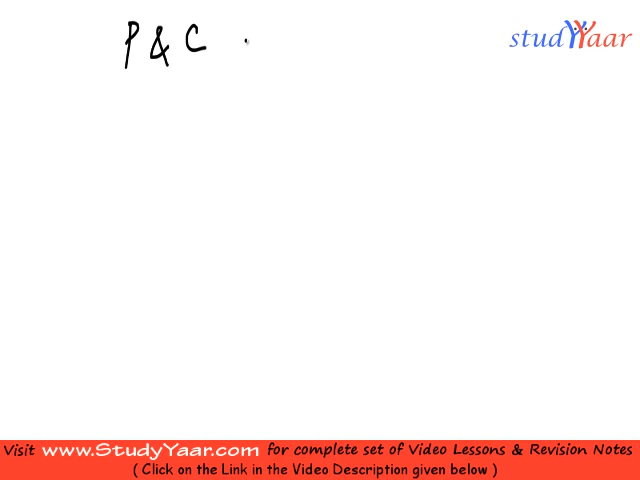 P & C
studYYaar
Visit www.StudyYaar.com for complete set of Video Lessons & Revision Notes
( Click on the Link in the Video Description given below )